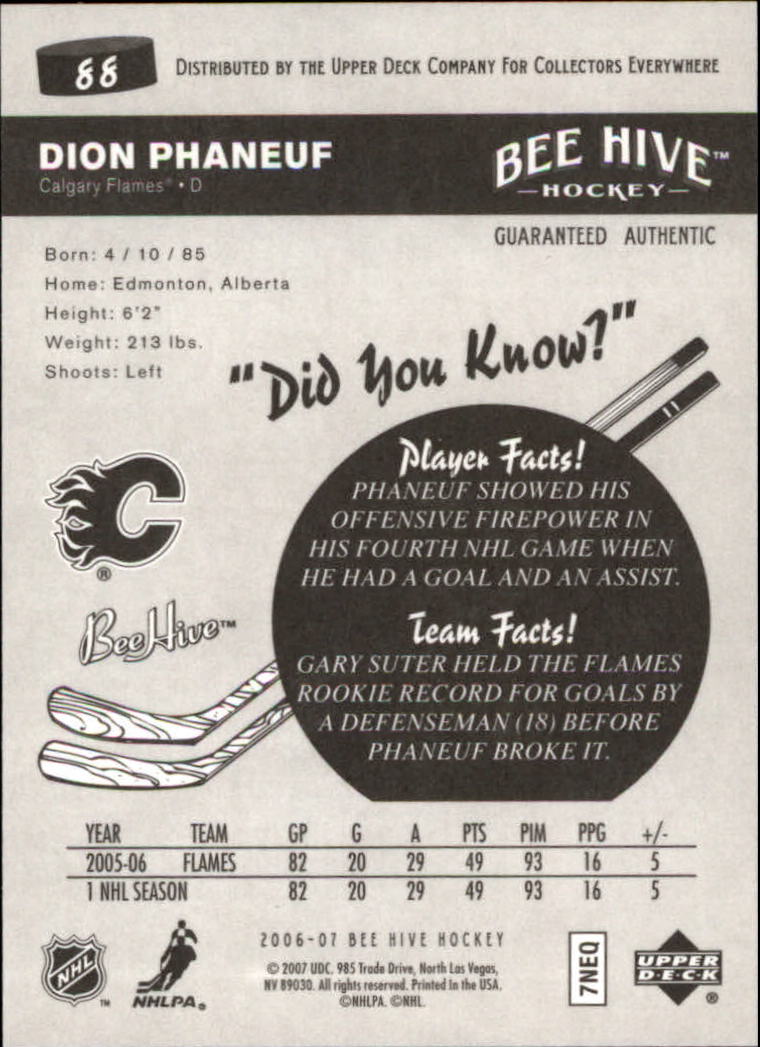 88
DISTRIBUTED BY THE UPPER DECK COMPANY FOR COLLECTORS EVERYWHERE
DION PHANEUF
Calgary Flames® • D
BEE HIVE™
—HOCKEY—
GUARANTEED AUTHENTIC
Born: 4 / 10 / 85
Home: Edmonton, Alberta
Height: 6'2"
Weight: 213 lbs.
Shoots: Left
"Did You Know?"
Player Facts!
PHANEUF SHOWED HIS
OFFENSIVE FIREPOWER IN
HIS FOURTH NHL GAME WHEN
HE HAD A GOAL AND AN ASSIST.
Team Facts!
GARY SUTER HELD THE FLAMES
ROOKIE RECORD FOR GOALS BY
A DEFENSEMAN (18) BEFORE
PHANEUF BROKE IT.
C
®
BeeHive™
YEAR TEAM GP G A PTS PIM PPG +/-
2005-06 FLAMES 82 20 29 49 93 16 5
1 NHL SEASON 82 20 29 49 93 16 5
NHL ™
NHLPA®
2006-07 BEE HIVE HOCKEY
© 2007 UDC. 985 Trade Drive, North Las Vegas,
NV 89030. All rights reserved. Printed In the USA.
©NHLPA. ©NHL.
7NEQ
UPPER
D·E·C·K
®